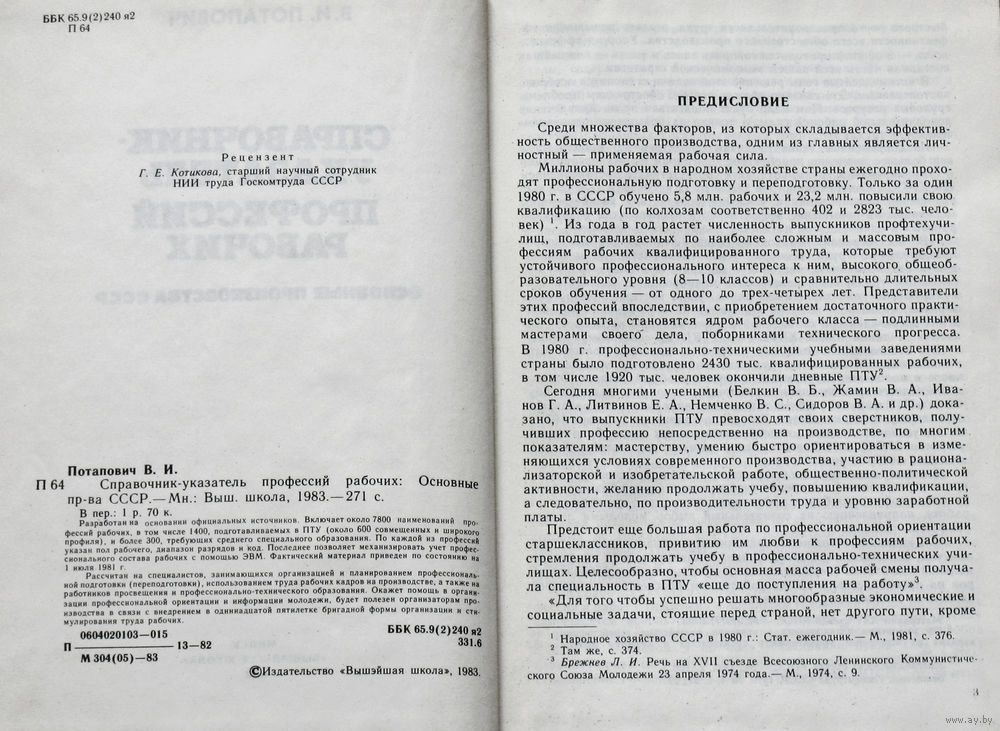 ББК 65.9(2)240 я2
П 64
Рецензент
Г. Е. Котикова, старший научный сотрудник
НИИ труда Госкомтруда СССР
Потапович В. И.
П 64 Справочник-указатель профессий рабочих: Основные
пр-ва СССР.— Мн.: Выш. школа, 1983.— 271 с.
В пер.: 1 р. 70 к.
Разработан на основании официальных источников. Включает около 7800 наименований про-
фессий рабочих, в том числе 1400, подготавливаемых в ПТУ (около 600 совмещенных и широкого
профиля), и более 300, требующих среднего специального образования. По каждой из профессий
указан пол рабочего, диапазон разрядов и код. Последнее позволяет механизировать учет профес-
сионального состава рабочих с помощью ЭВМ. Фактический материал приведен по состоянию на
1 июля 1981 г.
Рассчитан на специалистов, занимающихся организацией и планированием профессиональ-
ной подготовки (переподготовки), использованием труда рабочих кадров на производстве, а также на
работников просвещения и профессионально-технического образования. Окажет помощь в органи-
зации профессиональной ориентации и информации молодежи, будет полезен организаторам про-
изводства в связи с внедрением в одиннадцатой пятилетке бригадной формы организации и сти-
мулирования труда рабочих.
0604020103—015
П ———— 13—82
М 304(05)—83
ББК 65.9(2)240 я2
331.6
©Издательство «Вышэйшая школа», 1983.
ПРЕДИСЛОВИЕ
Среди множества факторов, из которых складывается эффектив-
ность общественного производства, одним из главных является лич-
ностный — применяемая рабочая сила.
Миллионы рабочих в народном хозяйстве страны ежегодно прохо-
дят профессиональную подготовку и переподготовку. Только за один
1980 г. в СССР обучено 5,8 млн. рабочих и 23,2 млн. повысили свою
квалификацию (по колхозам соответственно 402 и 2823 тыс. чело-
век) ¹. Из года в год растет численность выпускников профтехучи-
лищ, подготавливаемых по наиболее сложным и массовым про-
фессиям рабочих квалифицированного труда, которые требуют
устойчивого профессионального интереса к ним, высокого общеоб-
разовательного уровня (8—10 классов) и сравнительно длительных
сроков обучения — от одного до трех-четырех лет. Представители
этих профессий впоследствии, с приобретением достаточного практи-
ческого опыта, становятся ядром рабочего класса — подлинными
мастерами своего дела, поборниками технического прогресса.
В 1980 г. профессионально-техническими учебными заведениями
страны было подготовлено 2430 тыс. квалифицированных рабочих,
в том числе 1920 тыс. человек окончили дневные ПТУ².
Сегодня многими учеными (Белкин В. Б., Жамин В. А., Ива-
нов Г. А., Литвинов Е. А., Немченко В. С., Сидоров В. А. и др.) дока-
зано, что выпускники ПТУ превосходят своих сверстников, полу-
чивших профессию непосредственно на производстве, по многим
показателям: мастерству, умению быстро ориентироваться в изме-
няющихся условиях современного производства, участию в рациона-
лизаторской и изобретательской работе, общественно-политической
активности, желанию продолжать учебу, повышению квалификации,
а следовательно, по производительности труда и уровню заработной
платы.
Предстоит еще большая работа по профессиональной ориентации
старшеклассников, привитию им любви к профессиям рабочих,
стремления продолжать учебу в профессионально-технических учи-
лищах. Целесообразно, чтобы основная масса рабочей смены получа-
ла специальность в ПТУ «еще до поступления на работу»³.
«Для того чтобы успешно решать многообразные экономические и
социальные задачи, стоящие перед страной, нет другого пути, кроме
¹ Народное хозяйство СССР в 1980 г.: Стат. ежегодник.— М., 1981, с. 376.
² Там же, с. 374.
³ Брежнев Л. И. Речь на XVII съезде Всесоюзного Ленинского Коммунистиче-
ского Союза Молодежи 23 апреля 1974 года.— М., 1974, с. 9.
3
www.ay.by